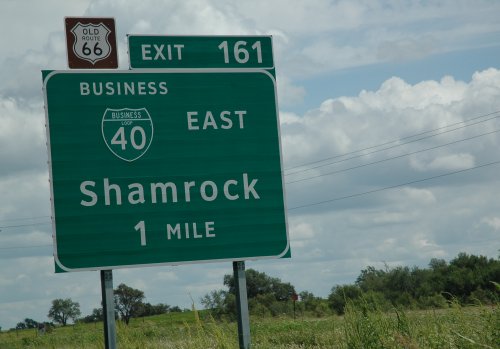 OLD
ROUTE
66
EXIT 161
BUSINESS
BUSINESS
LOOP
40
EAST
Shamrock
1 MILE